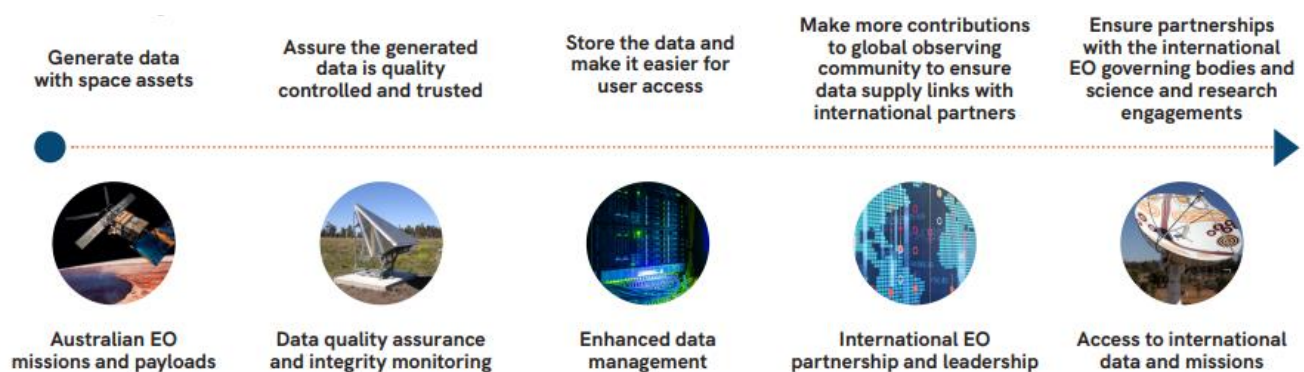 Generate data
with space assets
Assure the generated
data is quality
controlled and trusted
Store the data and
make it easier for
user access
Make more contributions
to global observing
community to ensure
data supply links with
international partners
Ensure partnerships
with the international
EO governing bodies and
science and research
engagements
Australian EO
missions and payloads
Data quality assurance
and integrity monitoring
Enhanced data
management
International EO
partnership and leadership
Access to international
data and missions